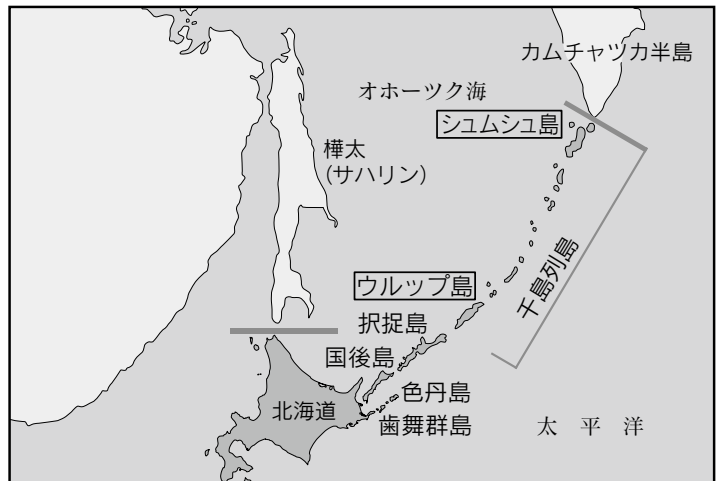 カムチャツカ半島
オホーツク海
シュムシュ島
樺太
(サハリン)
千島列島
ウルップ島
択捉島
国後島
色丹島
北海道
歯舞群島
太平洋